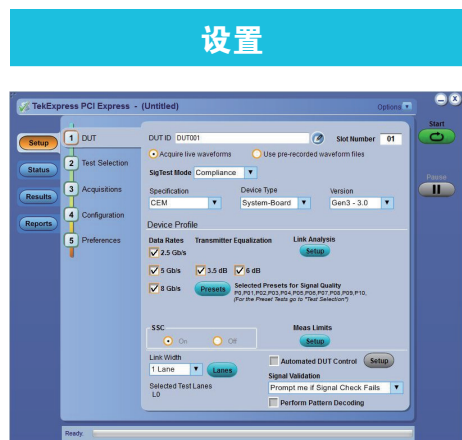 设置
TekExpress PCI Express - (Untitled)
Options
Setup
Status
Results
Reports
1 DUT
2 Test Selection
3 Acquisitions
4 Configuration
5 Preferences
DUT ID DUT001
Slot Number 01
Acquire live waveforms
Use pre-recorded waveform files
SigTest Mode Compliance
Specification
Device Type
Version
CEM
System-Board
Gen3 - 3.0
Device Profile
Data Rates
Transmitter Equalization
Link Analysis
2.5 Gb/s
Setup
5 Gb/s
3.5 dB
6 dB
8 Gb/s
Presets
Selected Presets for Signal Quality
P0,P01,P02,P03,P04,P05,P06,P07,P08,P09,P10,
(For the Preset Tests go to "Test Selection")
SSC
On
Off
Meas Limits
Setup
Link Width
1 Lane
Lanes
Selected Test Lanes
L0
Automated DUT Control
Setup
Signal Validation
Prompt me if Signal Check Fails
Perform Pattern Decoding
Start
Pause
Ready